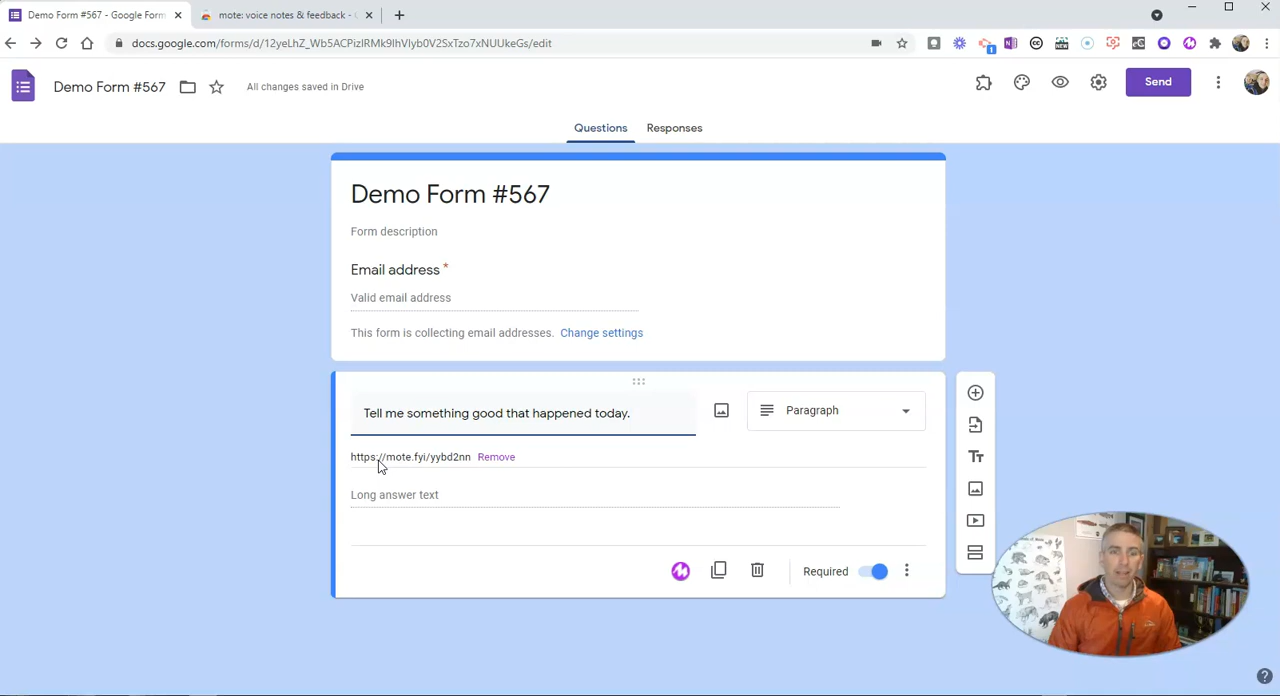 Demo Form #567 - Google Form
mote: voice notes & feedback - 
docs.google.com/forms/d/12yeLhZ_Wb5ACPizlRMk9IhVIyb0V2SxTzo7xNUUkeGs/edit
Demo Form #567
All changes saved in Drive
Send
Questions
Responses
Demo Form #567
Form description
Email address *
Valid email address
This form is collecting email addresses. Change settings
Tell me something good that happened today.
Paragraph
https://mote.fyi/yybd2nn Remove
Long answer text
Required